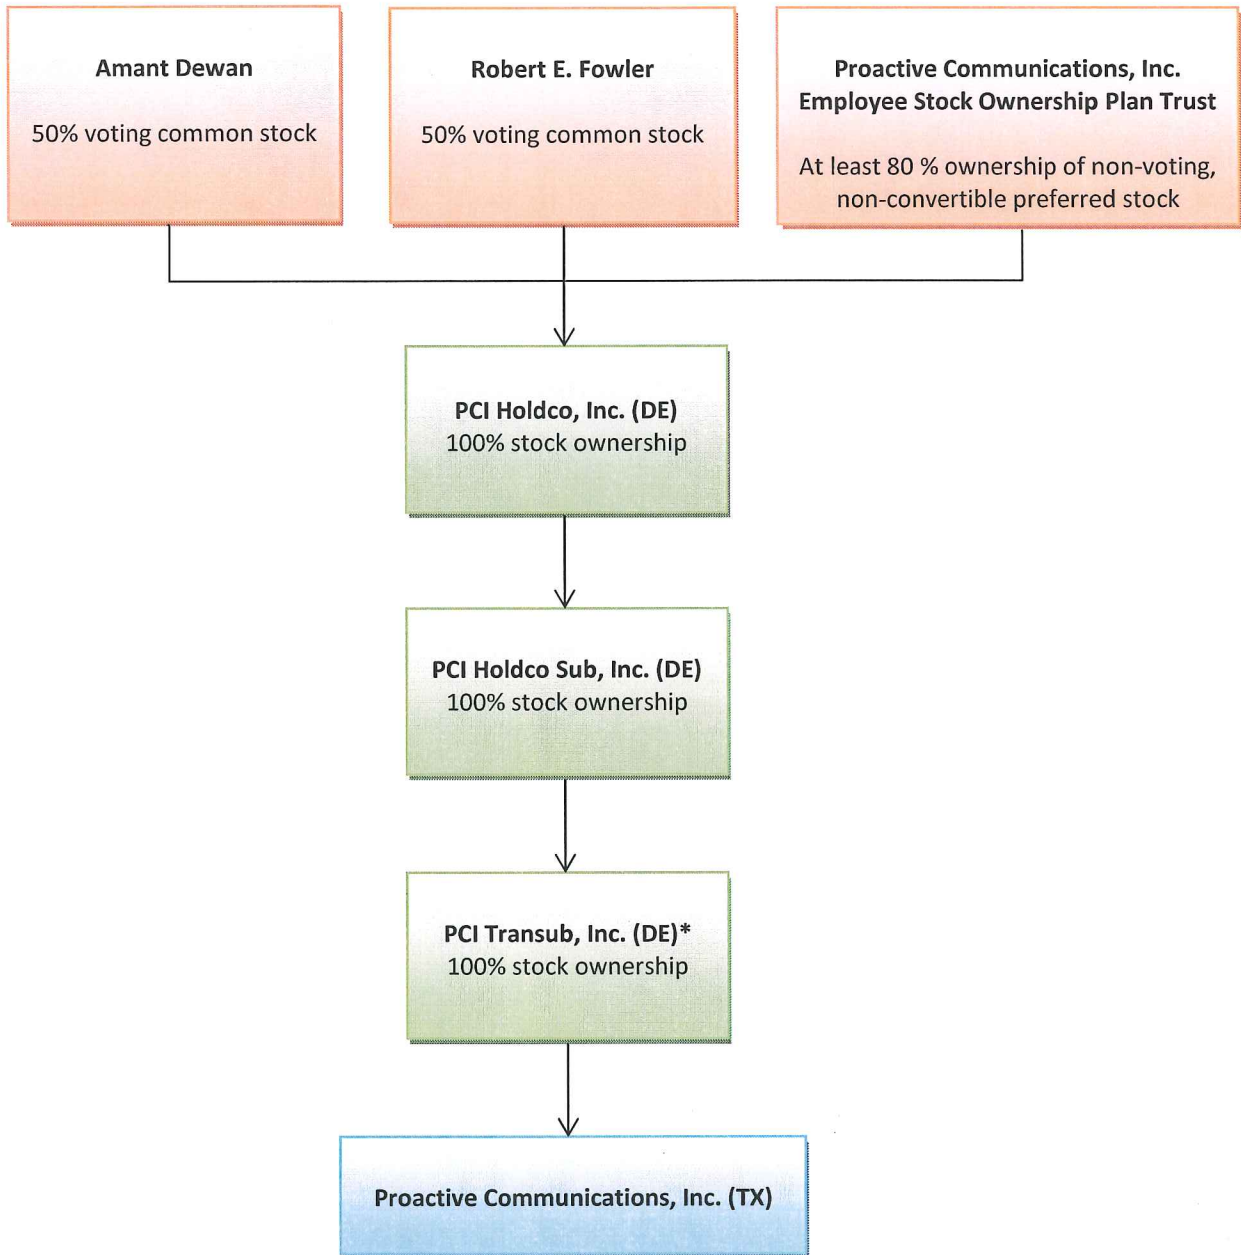 Amant Dewan
50% voting common stock
Robert E. Fowler
50% voting common stock
Proactive Communications, Inc.
Employee Stock Ownership Plan Trust
At least 80 % ownership of non-voting,
non-convertible preferred stock
PCI Holdco, Inc. (DE)
100% stock ownership
PCI Holdco Sub, Inc. (DE)
100% stock ownership
PCI Transub, Inc. (DE)*
100% stock ownership
Proactive Communications, Inc. (TX)